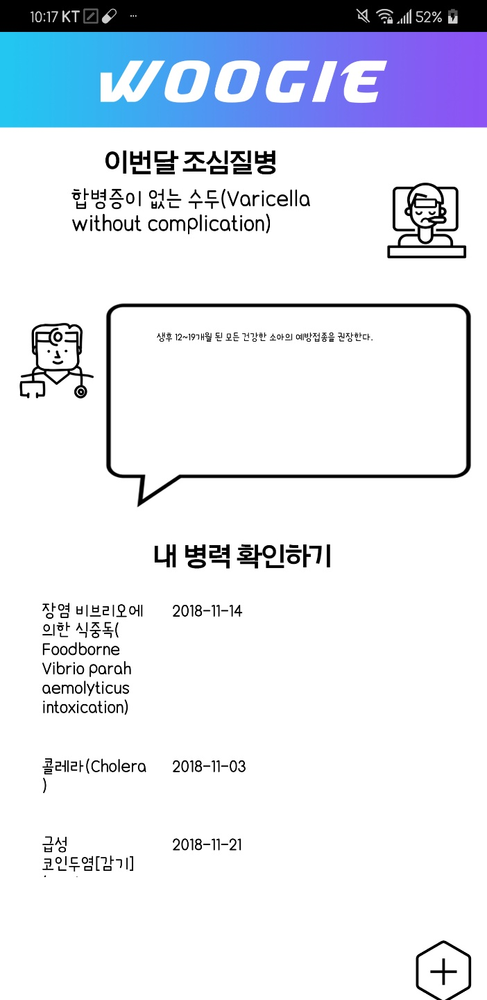 10:17 KT ... 52%
WOOGIE
이번달 조심질병
합병증이 없는 수두(Varicella
without complication)
생후 12~19개월 된 모든 건강한 소아의 예방접종을 권장한다.
내 병력 확인하기
장염 비브리오에 2018-11-14
의한 식중독(
Foodborne
Vibrio parah
aemolyticus
intoxication)
콜레라(Cholera 2018-11-03
)
급성 2018-11-21
코인두염[감기]